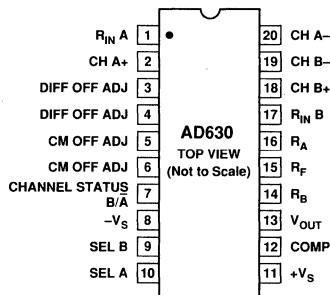 R_IN A 1 20 CH A–
CH A+ 2 19 CH B–
DIFF OFF ADJ 3 18 CH B+
DIFF OFF ADJ 4 17 R_IN B
CM OFF ADJ 5 16 R_A
CM OFF ADJ 6 15 R_F
CHANNEL STATUS
B/A̅ 7 14 R_B
–V_S 8 13 V_OUT
SEL B 9 12 COMP
SEL A 10 11 +V_S
AD630
TOP VIEW
(Not to Scale)